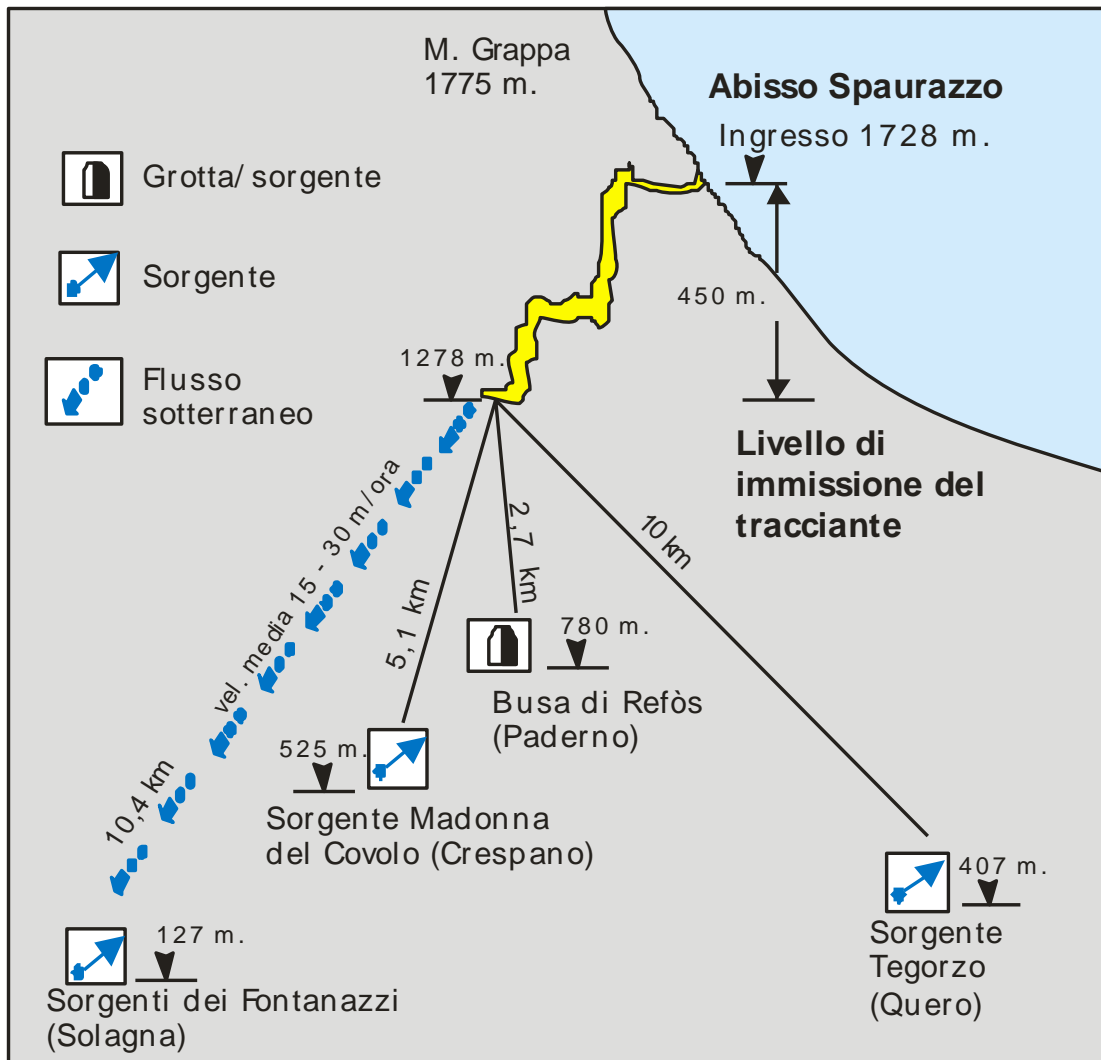 M. Grappa
1775 m.
Abisso Spaurazzo
Ingresso 1728 m.
Grotta/ sorgente
Sorgente
Flusso
sotterraneo
450 m.
1278 m.
Livello di
immissione del
tracciante
vel. media 15 - 30 m/ora
10,4 km
5,1 km
2,7 km
10 km
780 m.
Busa di Refòs
(Paderno)
525 m.
Sorgente Madonna
del Covolo (Crespano)
407 m.
Sorgente
Tegorzo
(Quero)
127 m.
Sorgenti dei Fontanazzi
(Solagna)